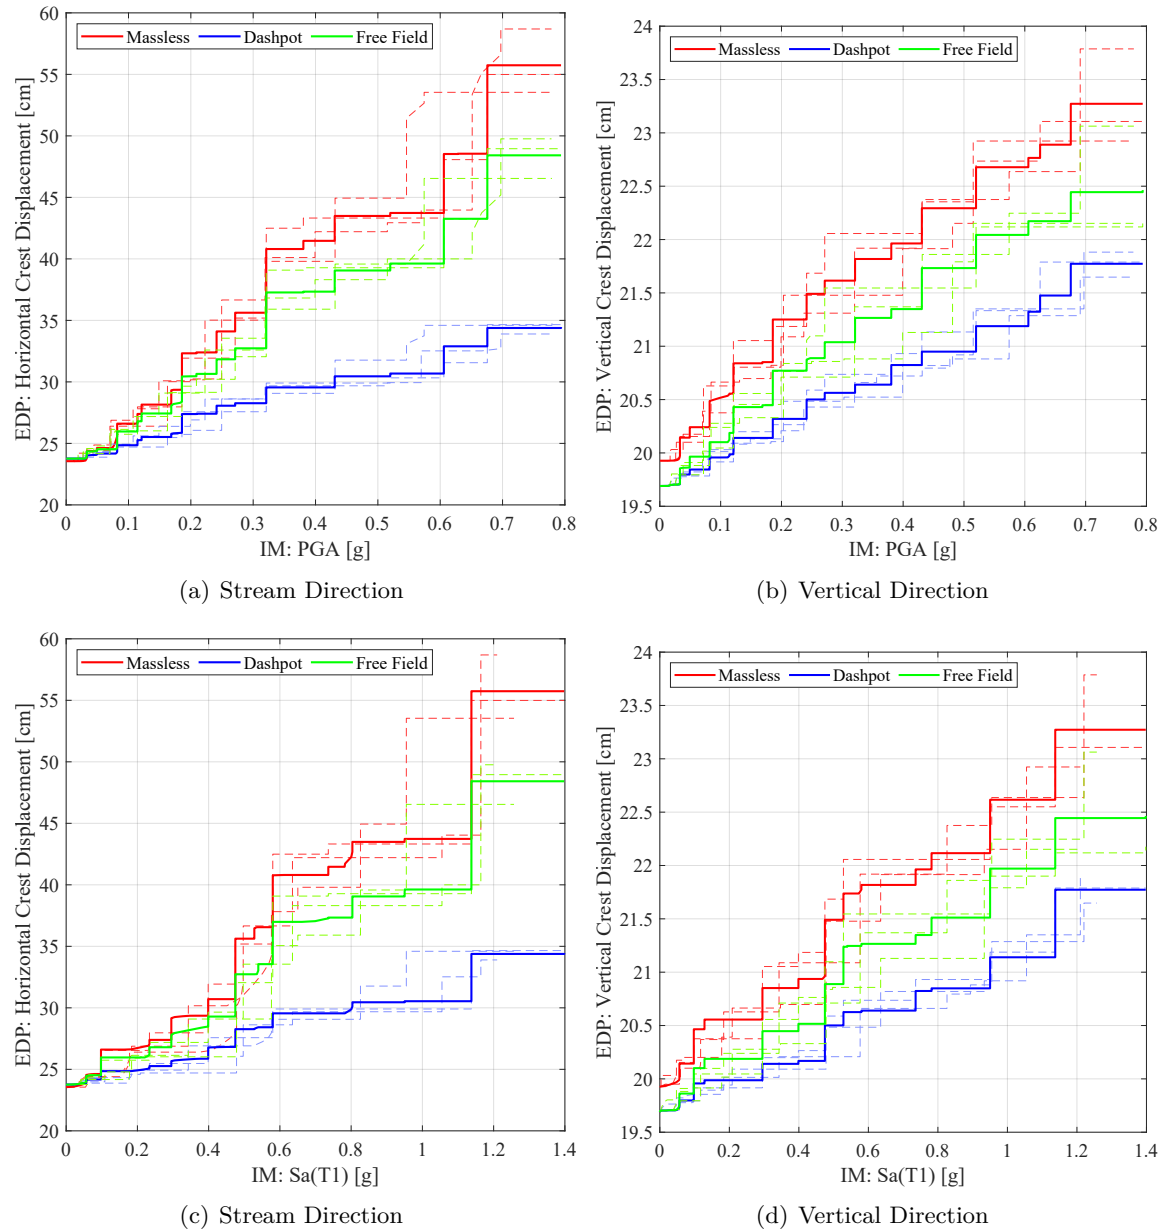 EDP: Horizontal Crest Displacement [cm]
Massless Dashpot Free Field
60
55
50
45
40
35
30
25
20
0 0.1 0.2 0.3 0.4 0.5 0.6 0.7 0.8
IM: PGA [g]
(a) Stream Direction
EDP: Vertical Crest Displacement [cm]
Massless Dashpot Free Field
24
23.5
23
22.5
22
21.5
21
20.5
20
19.5
0 0.1 0.2 0.3 0.4 0.5 0.6 0.7 0.8
IM: PGA [g]
(b) Vertical Direction
EDP: Horizontal Crest Displacement [cm]
Massless Dashpot Free Field
60
55
50
45
40
35
30
25
20
0 0.2 0.4 0.6 0.8 1 1.2 1.4
IM: Sa(T1) [g]
(c) Stream Direction
EDP: Vertical Crest Displacement [cm]
Massless Dashpot Free Field
24
23.5
23
22.5
22
21.5
21
20.5
20
19.5
0 0.2 0.4 0.6 0.8 1 1.2 1.4
IM: Sa(T1) [g]
(d) Vertical Direction